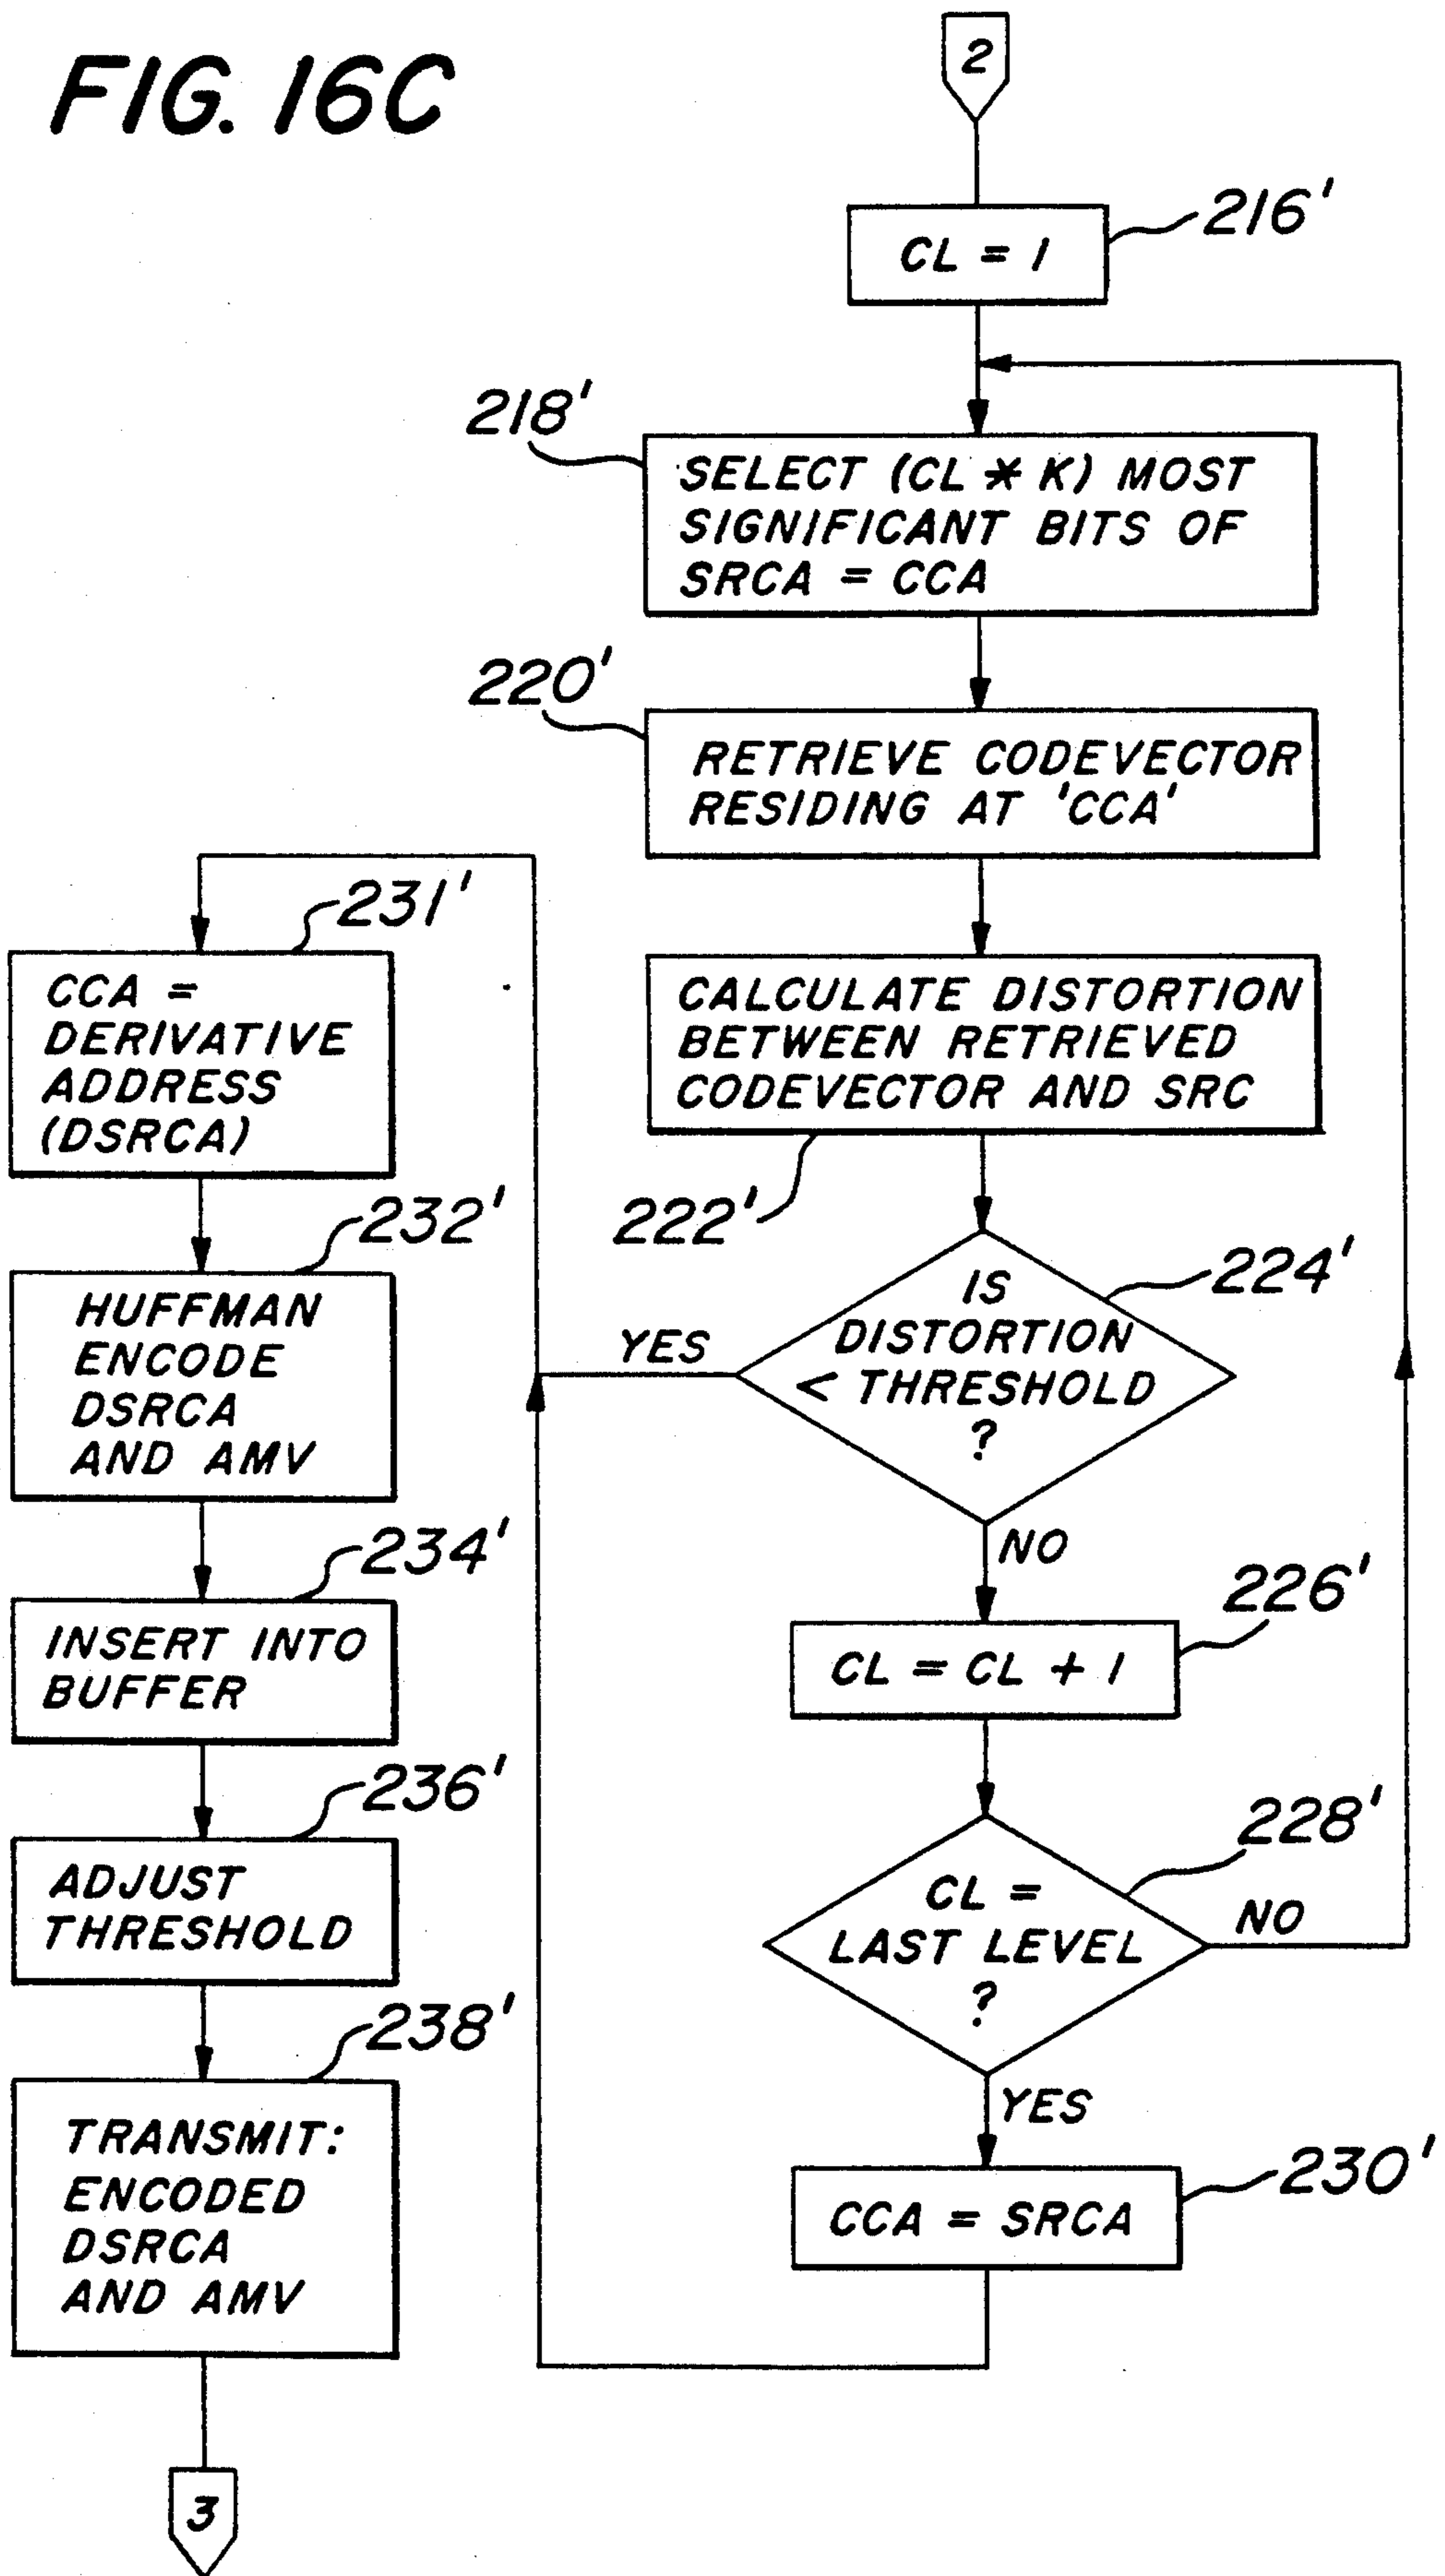 FIG. 16C
2
216'
CL = 1
218'
SELECT (CL * K) MOST
SIGNIFICANT BITS OF
SRCA = CCA
220'
RETRIEVE CODEVECTOR
RESIDING AT 'CCA'
CALCULATE DISTORTION
BETWEEN RETRIEVED
CODEVECTOR AND SRC
222'
224'
IS
DISTORTION
< THRESHOLD
?
YES
NO
226'
CL = CL + 1
228'
CL =
LAST LEVEL
?
NO
YES
230'
CCA = SRCA
231'
CCA =
DERIVATIVE
ADDRESS
(DSRCA)
232'
HUFFMAN
ENCODE
DSRCA
AND AMV
234'
INSERT INTO
BUFFER
236'
ADJUST
THRESHOLD
238'
TRANSMIT:
ENCODED
DSRCA
AND AMV
3